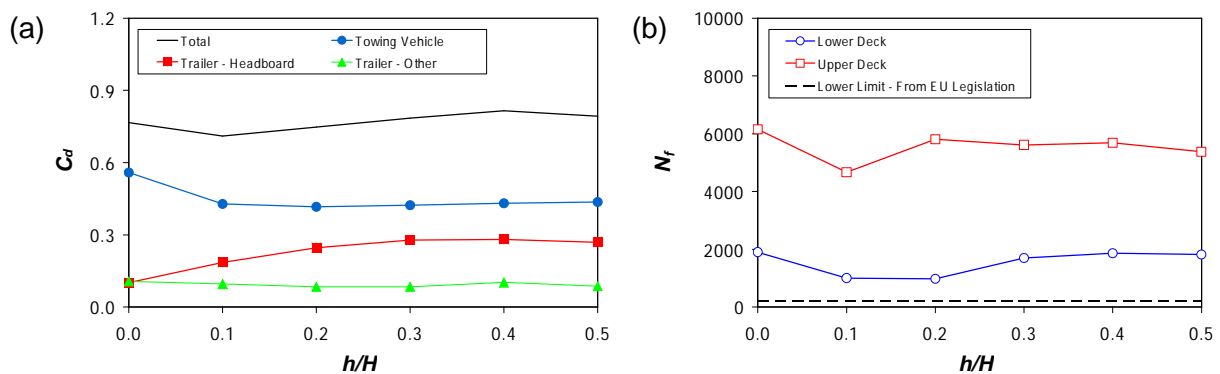 (a)
1.2
0.9
0.6
0.3
0.0
C_d
Total
Towing Vehicle
Trailer - Headboard
Trailer - Other
0.0 0.1 0.2 0.3 0.4 0.5
h/H
(b)
10000
8000
6000
4000
2000
0
N_f
Lower Deck
Upper Deck
Lower Limit - From EU Legislation
0.0 0.1 0.2 0.3 0.4 0.5
h/H